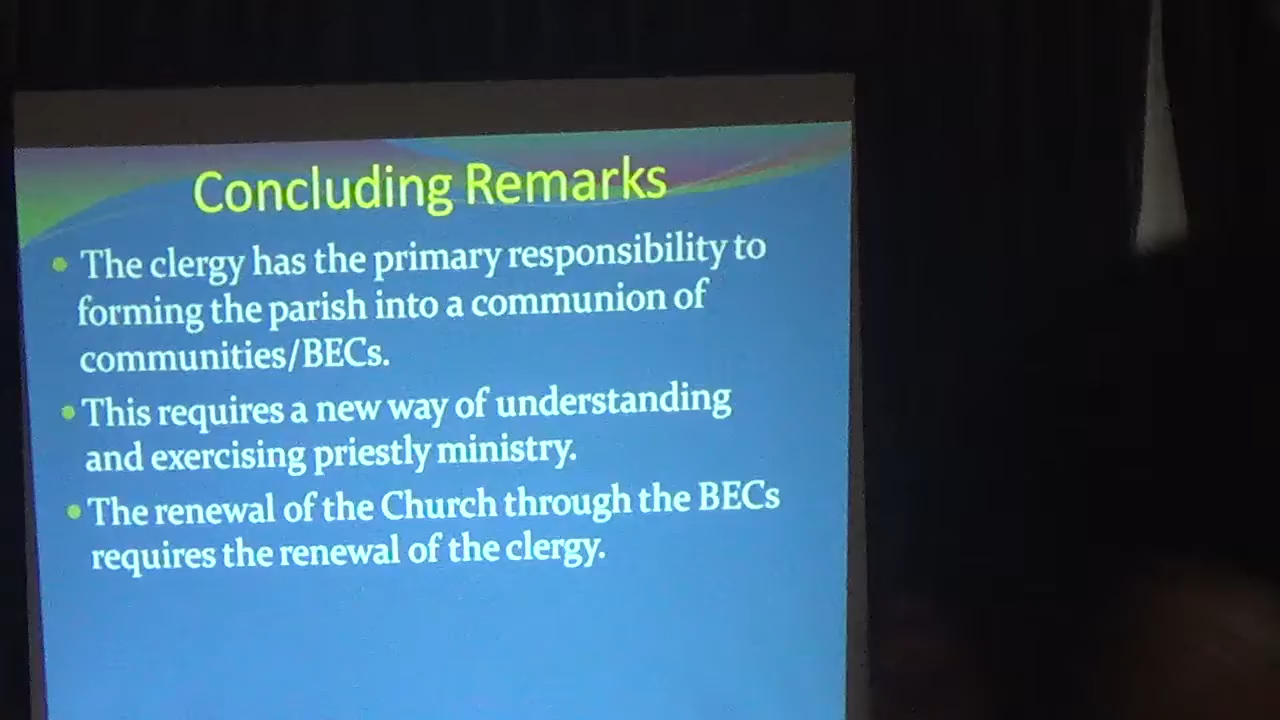 Concluding Remarks
• The clergy has the primary responsibility to
forming the parish into a communion of
communities/BECs.
• This requires a new way of understanding
and exercising priestly ministry.
• The renewal of the Church through the BECs
requires the renewal of the clergy.